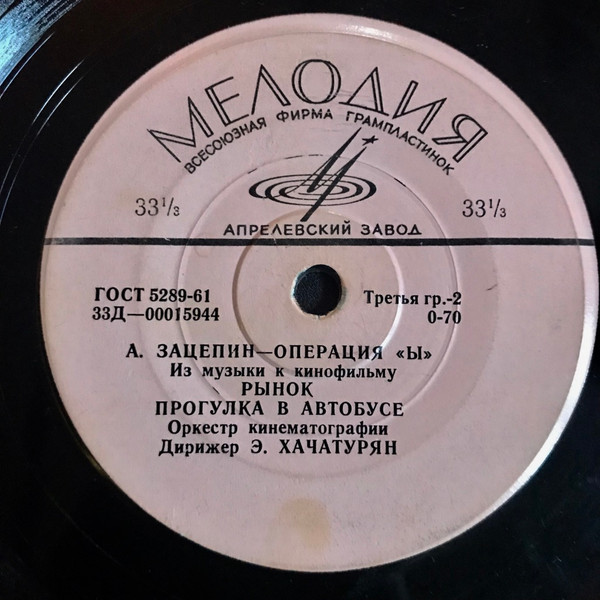 МЕЛОДИЯ
ВСЕСОЮЗНАЯ ФИРМА ГРАМПЛАСТИНОК
33⅓ 33⅓
АПРЕЛЕВСКИЙ ЗАВОД
ГОСТ 5289-61 Третья гр.-2
33Д—00015944 0-70
А. ЗАЦЕПИН—ОПЕРАЦИЯ «Ы»
Из музыки к кинофильму
РЫНОК
ПРОГУЛКА В АВТОБУСЕ
Оркестр кинематографии
Дирижер Э. ХАЧАТУРЯН